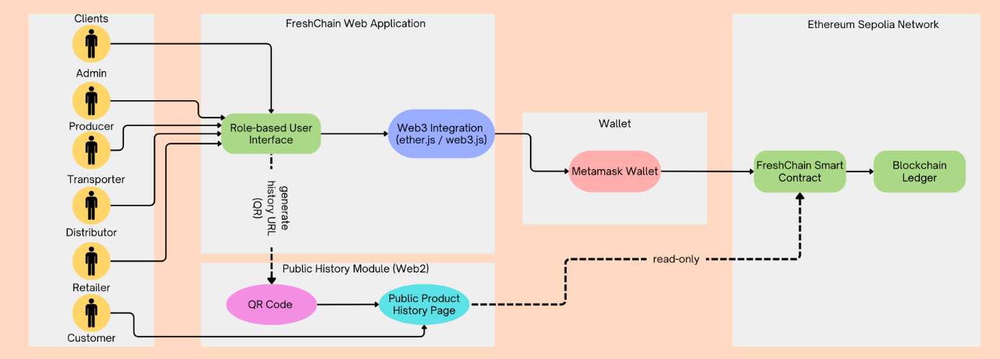 Clients
Admin
Producer
Transporter
Distributor
Retailer
Customer
FreshChain Web Application
Role-based User
Interface
Web3 Integration
(ether.js / web3.js)
generate
history URL
(QR)
Public History Module (Web2)
QR Code
Public Product
History Page
Wallet
Metamask Wallet
read-only
Ethereum Sepolia Network
FreshChain Smart
Contract
Blockchain
Ledger